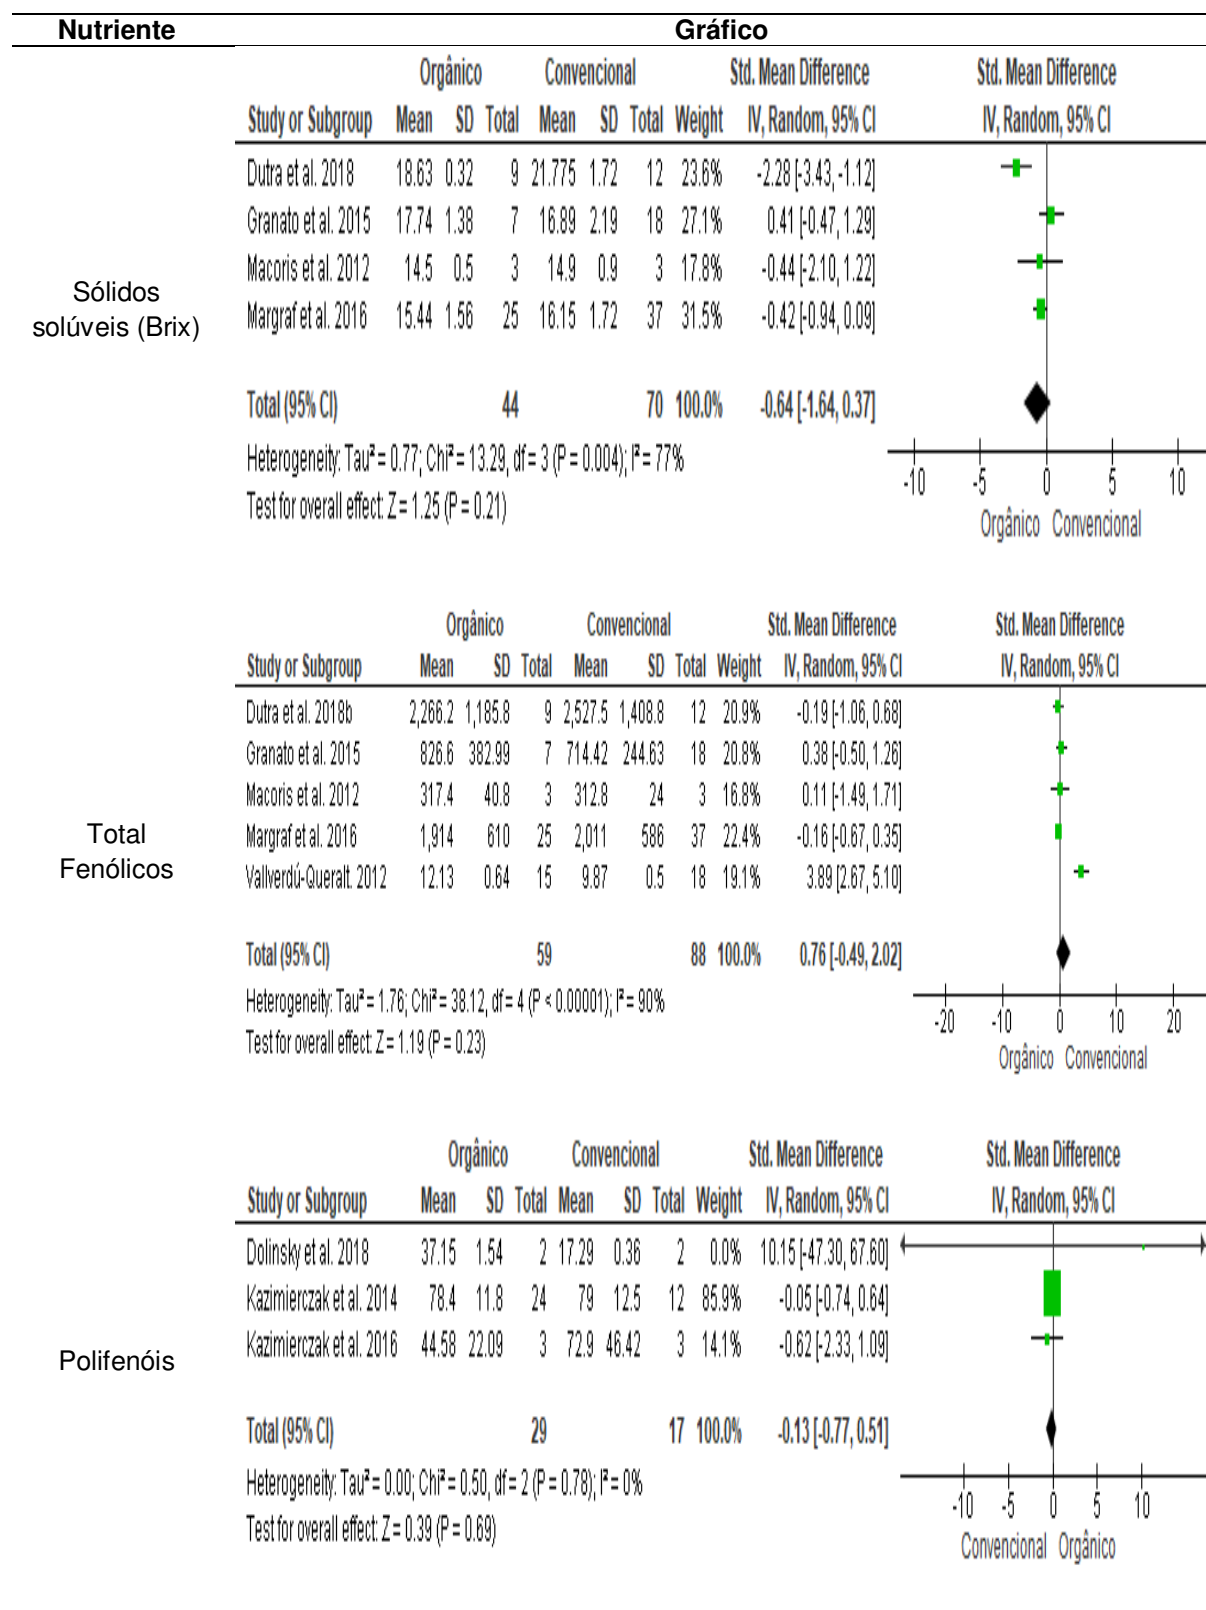 Nutriente Gráfico
Orgânico Convencional Std. Mean Difference Std. Mean Difference
Study or Subgroup Mean SD Total Mean SD Total Weight IV, Random, 95% CI IV, Random, 95% CI
Dutra et al. 2018 18.63 0.32 9 21.775 1.72 12 23.6% -2.28 [-3.43, -1.12]
Granato et al. 2015 17.74 1.38 7 16.89 2.19 18 27.1% 0.41 [-0.47, 1.29]
Macoris et al. 2012 14.5 0.5 3 14.9 0.9 3 17.8% -0.44 [-2.10, 1.22]
Margraf et al. 2016 15.44 1.56 25 16.15 1.72 37 31.5% -0.42 [-0.94, 0.09]
Sólidos
solúveis (Brix)
Total (95% CI) 44 70 100.0% -0.64 [-1.64, 0.37]
Heterogeneity: Tau² = 0.77; Chi² = 13.29, df = 3 (P = 0.004); I² = 77%
Test for overall effect: Z = 1.25 (P = 0.21)
-10 -5 0 5 10
Orgânico Convencional
Orgânico Convencional Std. Mean Difference Std. Mean Difference
Study or Subgroup Mean SD Total Mean SD Total Weight IV, Random, 95% CI IV, Random, 95% CI
Dutra et al. 2018b 2,266.2 1,185.8 9 2,527.5 1,408.8 12 20.9% -0.19 [-1.06, 0.68]
Granato et al. 2015 826.6 382.99 7 714.42 244.63 18 20.8% 0.38 [-0.50, 1.26]
Macoris et al. 2012 317.4 40.8 3 312.8 24 3 16.8% 0.11 [-1.49, 1.71]
Margraf et al. 2016 1,914 610 25 2,011 586 37 22.4% -0.16 [-0.67, 0.35]
Vallverdú-Queralt. 2012 12.13 0.64 15 9.87 0.5 18 19.1% 3.89 [2.67, 5.10]
Total
Fenólicos
Total (95% CI) 59 88 100.0% 0.76 [-0.49, 2.02]
Heterogeneity: Tau² = 1.76; Chi² = 38.12, df = 4 (P < 0.00001); I² = 90%
Test for overall effect: Z = 1.19 (P = 0.23)
-20 -10 0 10 20
Orgânico Convencional
Orgânico Convencional Std. Mean Difference Std. Mean Difference
Study or Subgroup Mean SD Total Mean SD Total Weight IV, Random, 95% CI IV, Random, 95% CI
Dolinsky et al. 2018 37.15 1.54 2 17.29 0.36 2 0.0% 10.15 [-47.30, 67.60]
Kazimierczak et al. 2014 78.4 11.8 24 79 12.5 12 85.9% -0.05 [-0.74, 0.64]
Kazimierczak et al. 2016 44.58 22.09 3 72.9 46.42 3 14.1% -0.62 [-2.33, 1.09]
Polifenóis
Total (95% CI) 29 17 100.0% -0.13 [-0.77, 0.51]
Heterogeneity: Tau² = 0.00; Chi² = 0.50, df = 2 (P = 0.78); I² = 0%
Test for overall effect: Z = 0.39 (P = 0.69)
-10 -5 0 5 10
Convencional Orgânico